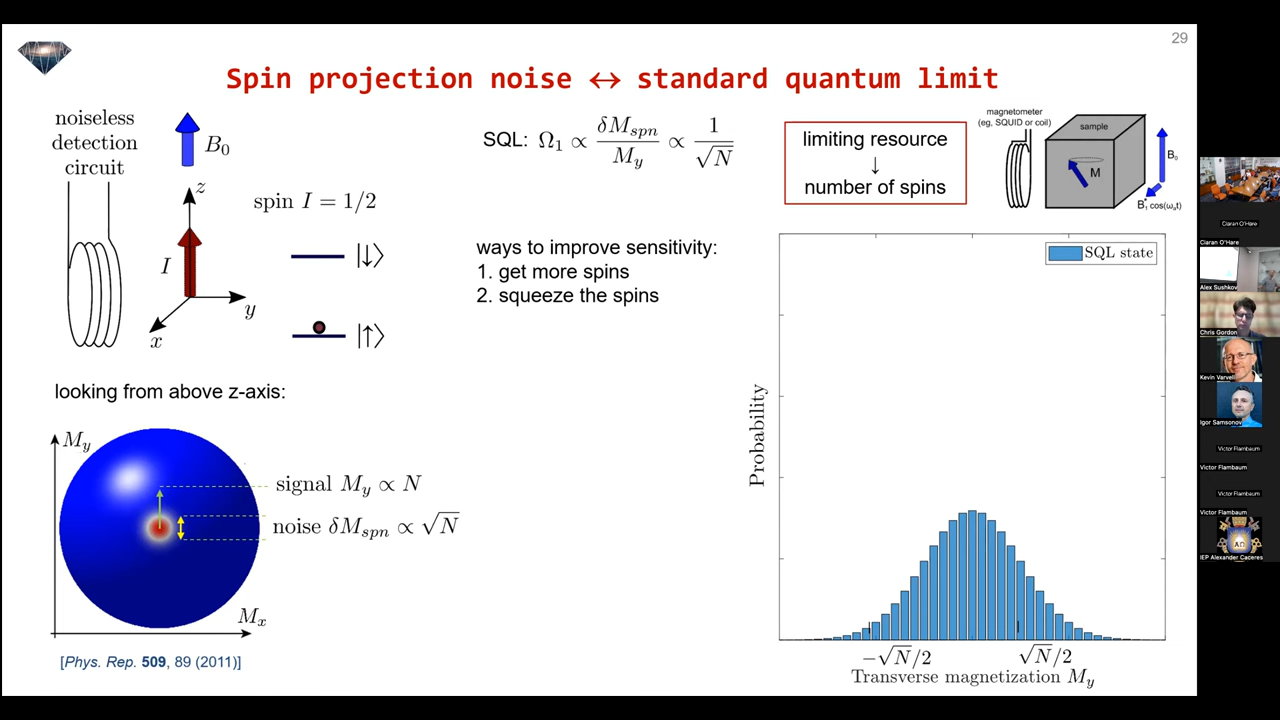 29
Spin projection noise ↔ standard quantum limit
noiseless
detection
circuit
B₀
z
I
y
x
spin I = 1/2
|↓⟩
|↑⟩
SQL: Ω₁ ∝ δM_spn / M_y ∝ 1 / √N
ways to improve sensitivity:
1. get more spins
2. squeeze the spins
limiting resource
↓
number of spins
magnetometer
(eg, SQUID or coil)
sample
M
B₀
B₁* cos(ωₐt)
looking from above z-axis:
M_y
signal M_y ∝ N
noise δM_spn ∝ √N
M_x
[Phys. Rep. 509, 89 (2011)]
SQL state
Probability
−√N/2
√N/2
Transverse magnetization M_y
Ciaran O'Hare
Ciaran O'Hare
Alex Sushkov
Chris Gordon
Kevin Varvell
Igor Samsonov
Victor Flambaum
Victor Flambaum
Victor Flambaum
Victor Flambaum
ΑΩ
IEP Alexander Caceres